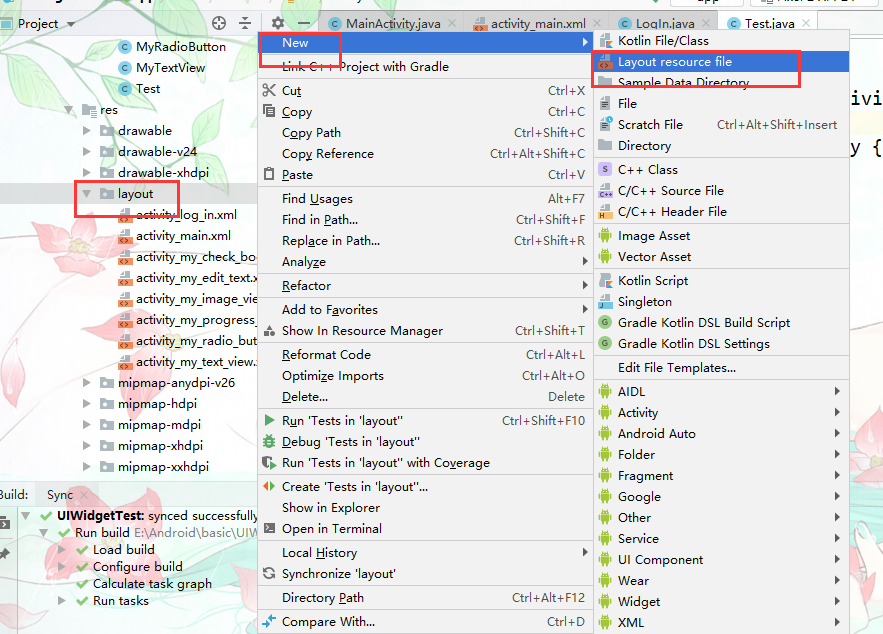 Project
MainActivity.java
activity_main.xml
LogIn.java
Test.java
MyRadioButton
MyTextView
Test
res
drawable
drawable-v24
drawable-xhdpi
layout
activity_log_in.xml
activity_main.xml
activity_my_check_bo
activity_my_edit_text.x
activity_my_image_vie
activity_my_progress_
activity_my_radio_but
activity_my_text_view.
mipmap-anydpi-v26
mipmap-hdpi
mipmap-mdpi
mipmap-xhdpi
mipmap-xxhdpi
Build:
Sync
UIWidgetTest: synced successfully
Run build E:\Android\basic\UIW
Load build
Configure build
Calculate task graph
Run tasks
New
Link C++ Project with Gradle
Cut Ctrl+X
Copy Ctrl+C
Copy Path Ctrl+Shift+C
Copy Reference Ctrl+Alt+Shift+C
Paste Ctrl+V
Find Usages Alt+F7
Find in Path... Ctrl+Shift+F
Replace in Path... Ctrl+Shift+R
Analyze
Refactor
Add to Favorites
Show In Resource Manager Ctrl+Shift+T
Reformat Code Ctrl+Alt+L
Optimize Imports Ctrl+Alt+O
Delete... Delete
Run 'Tests in 'layout'' Ctrl+Shift+F10
Debug 'Tests in 'layout''
Run 'Tests in 'layout'' with Coverage
Create 'Tests in 'layout''...
Show in Explorer
Open in Terminal
Local History
Synchronize 'layout'
Directory Path Ctrl+Alt+F12
Compare With... Ctrl+D
Kotlin File/Class
Layout resource file
Sample Data Directory
File
Scratch File Ctrl+Alt+Shift+Insert
Directory
C++ Class
C/C++ Source File
C/C++ Header File
Image Asset
Vector Asset
Kotlin Script
Singleton
Gradle Kotlin DSL Build Script
Gradle Kotlin DSL Settings
Edit File Templates...
AIDL
Activity
Android Auto
Folder
Fragment
Google
Other
Service
UI Component
Wear
Widget
XML
ivi
y {